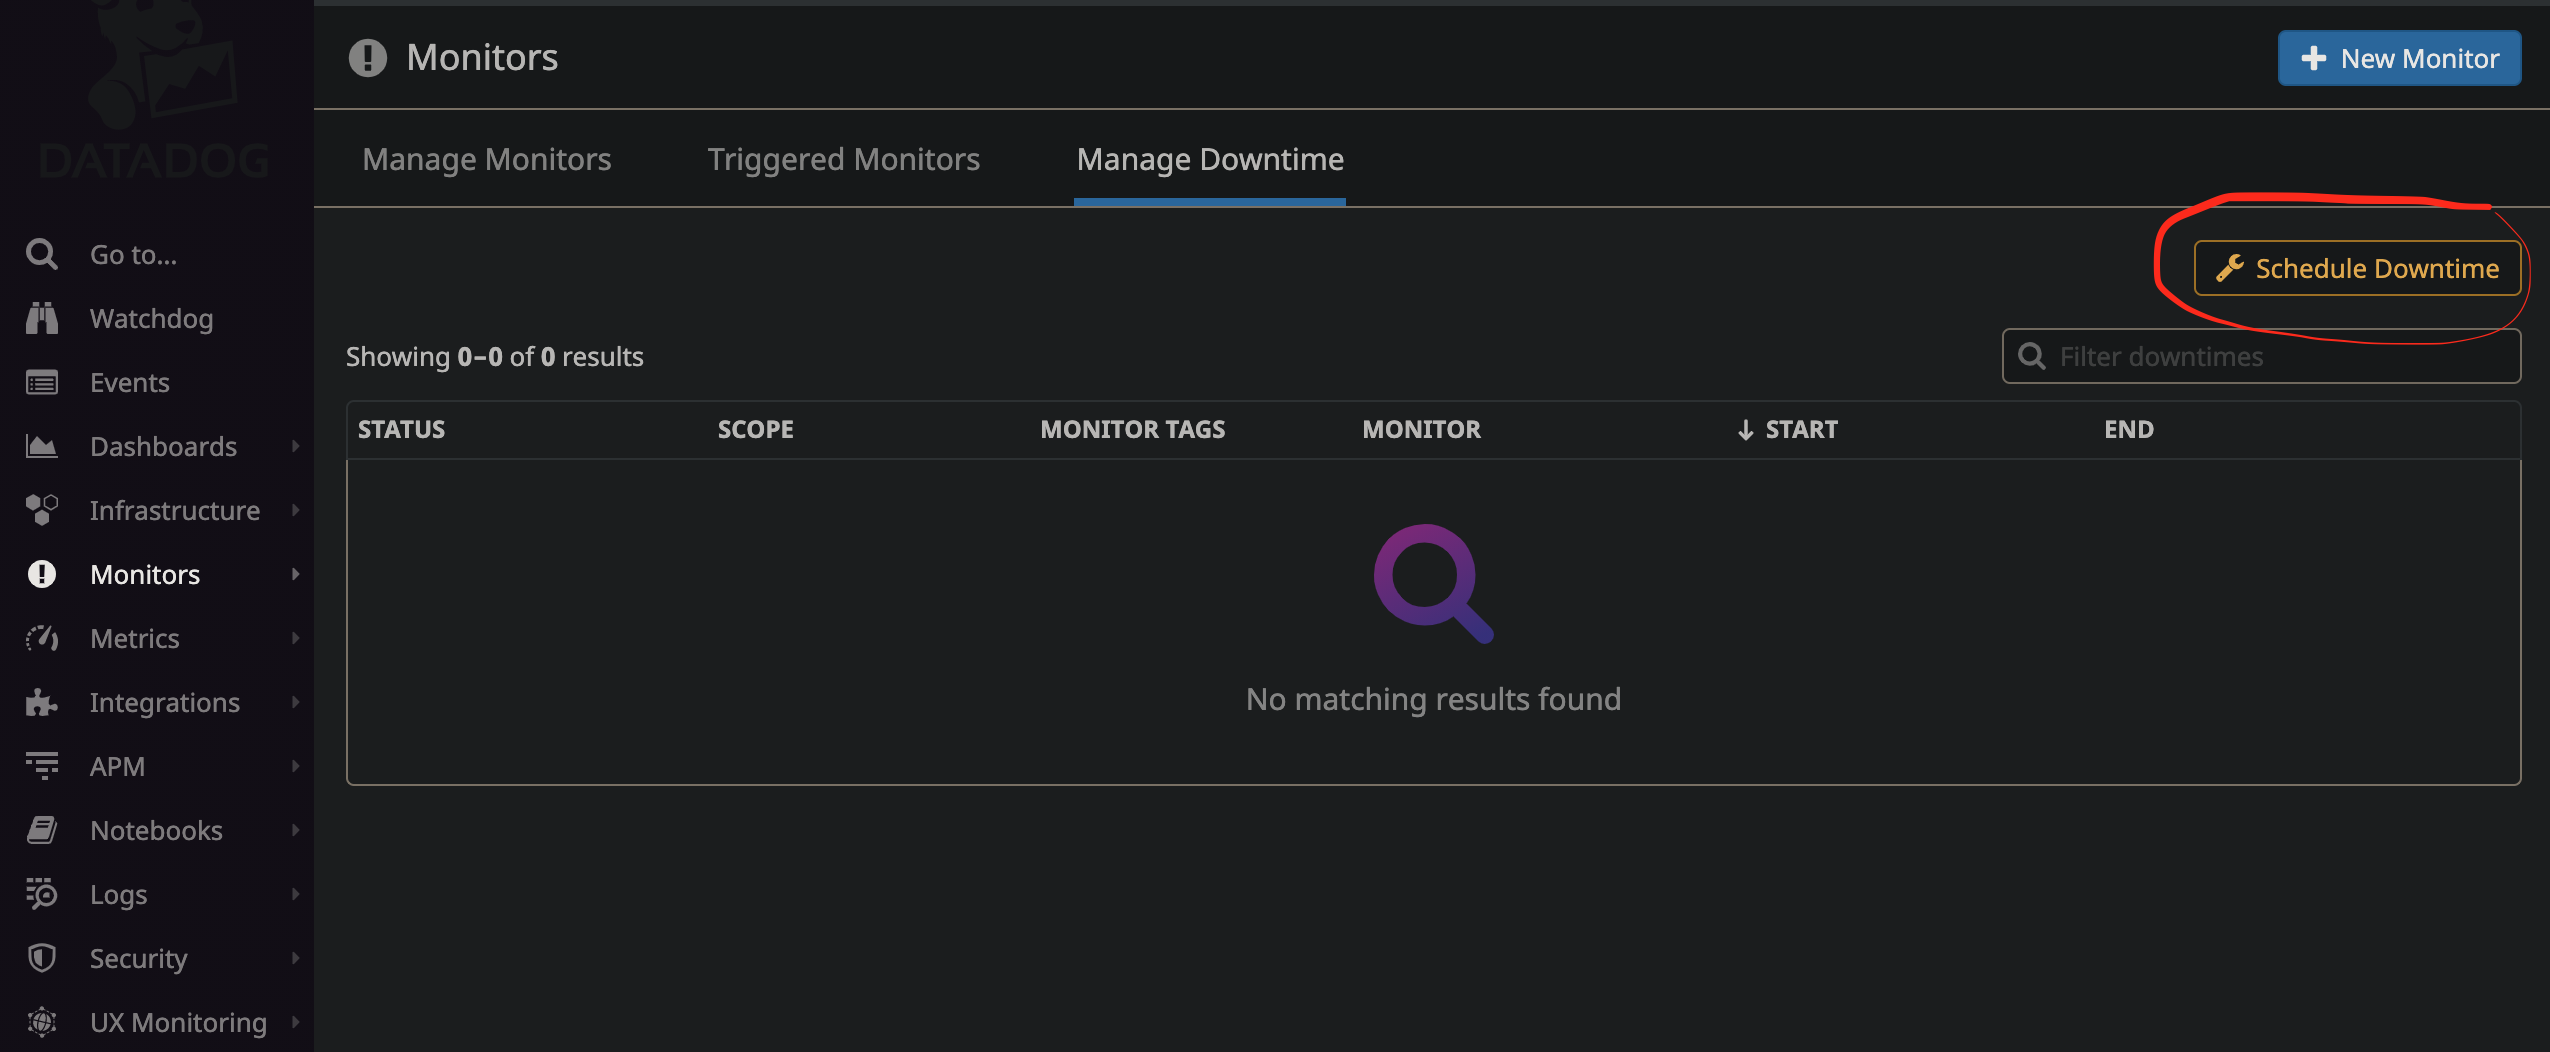 DATADOG
Go to...
Watchdog
Events
Dashboards
Infrastructure
Monitors
Metrics
Integrations
APM
Notebooks
Logs
Security
UX Monitoring
Monitors
New Monitor
Manage Monitors Triggered Monitors Manage Downtime
Schedule Downtime
Showing 0–0 of 0 results
Filter downtimes
STATUS SCOPE MONITOR TAGS MONITOR START END
No matching results found